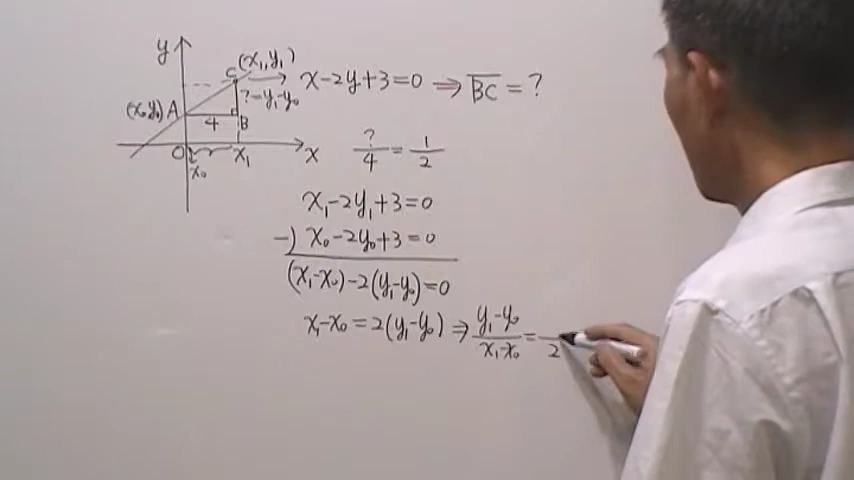 y
C (x₁,y₁) x-2y+3=0 ⇒ B̅C̅ = ?
?=y₁-y₀
(x₀,y₀) A
4 B
O x₀ x₁ x
?/4 = 1/2
x₁-2y₁+3=0
-) x₀-2y₀+3=0
(x₁-x₀)-2(y₁-y₀)=0
x₁-x₀=2(y₁-y₀) ⇒ (y₁-y₀)/(x₁-x₀) = /2